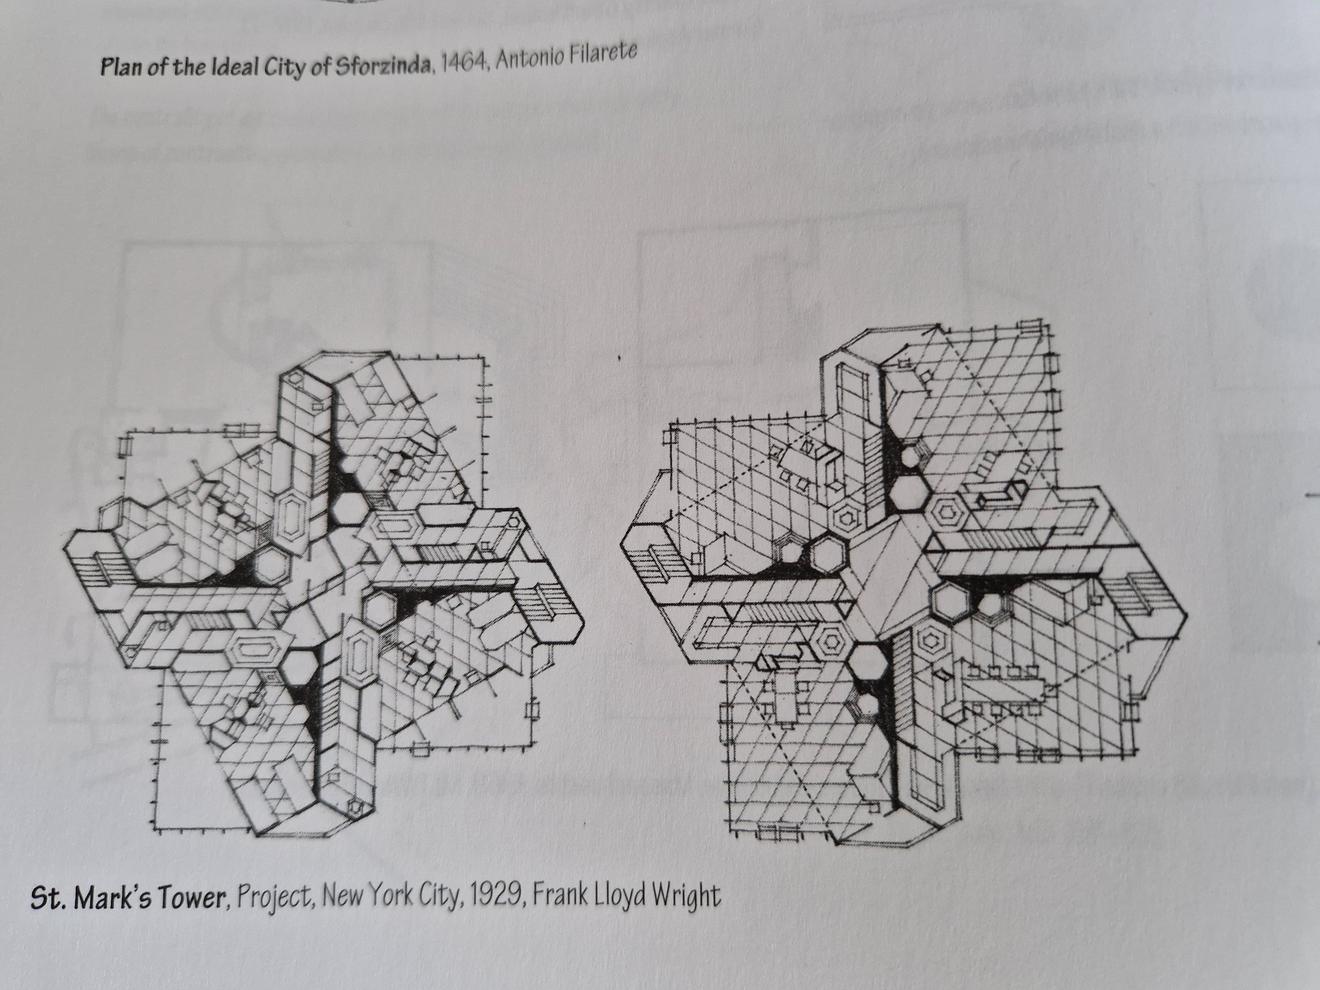 Plan of the Ideal City of Sforzinda, 1464, Antonio Filarete
St. Mark's Tower, Project, New York City, 1929, Frank Lloyd Wright